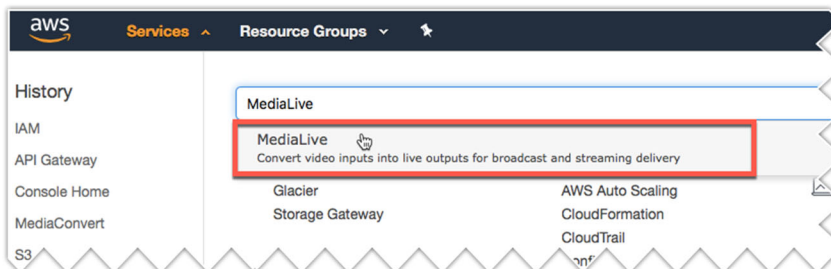 aws
Services
Resource Groups
History
IAM
API Gateway
Console Home
MediaConvert
S3
MediaLive
MediaLive
Convert video inputs into live outputs for broadcast and streaming delivery
Glacier
Storage Gateway
AWS Auto Scaling
CloudFormation
CloudTrail